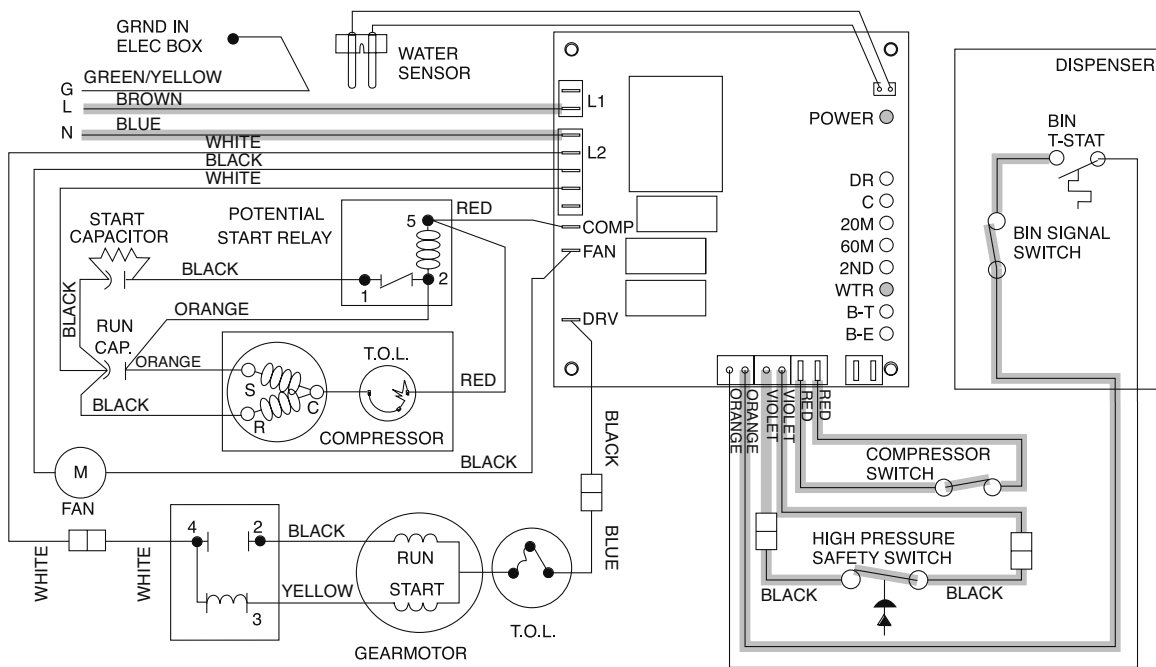 GRND IN
ELEC BOX
GREEN/YELLOW
G
BROWN
L
BLUE
N
WHITE
BLACK
WHITE
WATER
SENSOR
L1
L2
POWER
DR
C
20M
60M
2ND
WTR
B-T
B-E
DISPENSER
BIN
T-STAT
BIN SIGNAL
SWITCH
START
CAPACITOR
POTENTIAL
START RELAY
5
RED
COMP
FAN
DRV
BLACK
1
2
ORANGE
BLACK
RUN
CAP.
ORANGE
BLACK
S
R
C
T.O.L.
RED
COMPRESSOR
ORANGE
ORANGE
VIOLET
VIOLET
RED
RED
COMPRESSOR
SWITCH
BLACK
M
FAN
BLACK
BLUE
HIGH PRESSURE
SAFETY SWITCH
BLACK
BLACK
WHITE
WHITE
4
2
3
BLACK
YELLOW
RUN
START
GEARMOTOR
T.O.L.